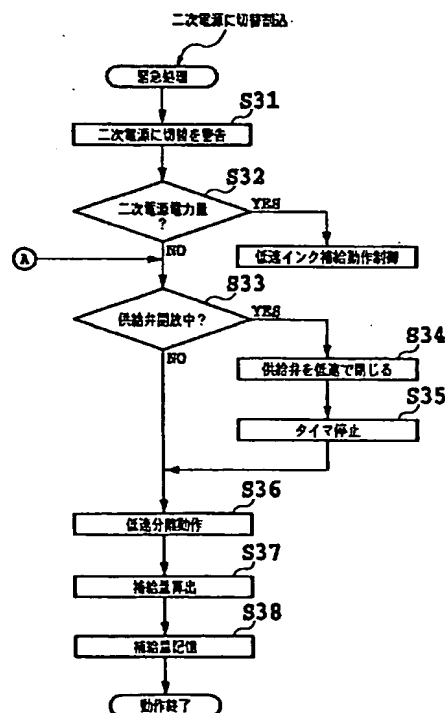 二次電源に切替割込
緊急処理
S31
二次電源に切替を警告
S32
二次電源電力量
?
YES
NO
低速インク補給動作制御
A
S33
供給弁開放中?
YES
NO
S34
供給弁を低速で閉じる
S35
タイマ停止
S36
低速分離動作
S37
補給量算出
S38
補給量記憶
動作終了